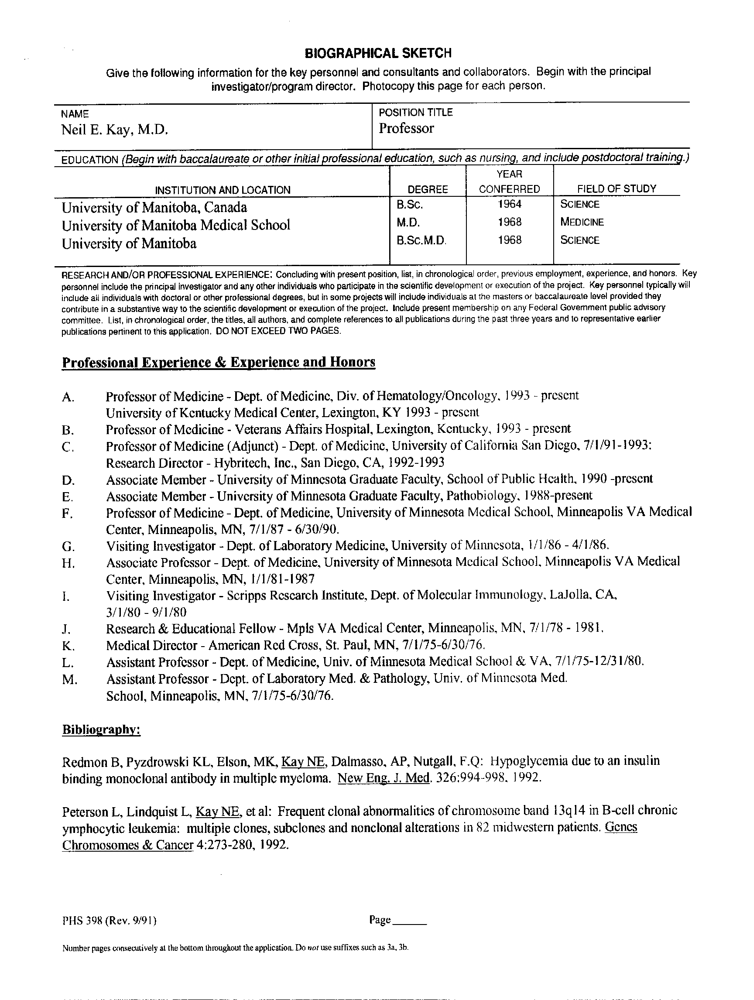 BIOGRAPHICAL SKETCH
Give the following information for the key personnel and consultants and collaborators. Begin with the principal
investigator/program director. Photocopy this page for each person.
NAME
Neil E. Kay, M.D.
POSITION TITLE
Professor
EDUCATION (Begin with baccalaureate or other initial professional education, such as nursing, and include postdoctoral training.)
INSTITUTION AND LOCATION DEGREE YEAR CONFERRED FIELD OF STUDY
University of Manitoba, Canada B.Sc. 1964 SCIENCE
University of Manitoba Medical School M.D. 1968 MEDICINE
University of Manitoba B.Sc.M.D. 1968 SCIENCE
RESEARCH AND/OR PROFESSIONAL EXPERIENCE: Concluding with present position, list, in chronological order, previous employment, experience, and honors. Key
personnel include the principal investigator and any other individuals who participate in the scientific development or execution of the project. Key personnel typically will
include all individuals with doctoral or other professional degrees, but in some projects will include individuals at the masters or baccalaureate level provided they
contribute in a substantive way to the scientific development or execution of the project. Include present membership on any Federal Government public advisory
committee. List, in chronological order, the titles, all authors, and complete references to all publications during the past three years and to representative earlier
publications pertinent to this application. DO NOT EXCEED TWO PAGES.
Professional Experience & Experience and Honors
A. Professor of Medicine - Dept. of Medicine, Div. of Hematology/Oncology, 1993 - present
University of Kentucky Medical Center, Lexington, KY 1993 - present
B. Professor of Medicine - Veterans Affairs Hospital, Lexington, Kentucky, 1993 - present
C. Professor of Medicine (Adjunct) - Dept. of Medicine, University of California San Diego, 7/1/91-1993;
Research Director - Hybritech, Inc., San Diego, CA, 1992-1993
D. Associate Member - University of Minnesota Graduate Faculty, School of Public Health, 1990 -present
E. Associate Member - University of Minnesota Graduate Faculty, Pathobiology, 1988-present
F. Professor of Medicine - Dept. of Medicine, University of Minnesota Medical School, Minneapolis VA Medical
Center, Minneapolis, MN, 7/1/87 - 6/30/90.
G. Visiting Investigator - Dept. of Laboratory Medicine, University of Minnesota, 1/1/86 - 4/1/86.
H. Associate Professor - Dept. of Medicine, University of Minnesota Medical School, Minneapolis VA Medical
Center, Minneapolis, MN, 1/1/81-1987
I. Visiting Investigator - Scripps Research Institute, Dept. of Molecular Immunology, LaJolla, CA,
3/1/80 - 9/1/80
J. Research & Educational Fellow - Mpls VA Medical Center, Minneapolis, MN, 7/1/78 - 1981.
K. Medical Director - American Red Cross, St. Paul, MN, 7/1/75-6/30/76.
L. Assistant Professor - Dept. of Medicine, Univ. of Minnesota Medical School & VA, 7/1/75-12/31/80.
M. Assistant Professor - Dept. of Laboratory Med. & Pathology, Univ. of Minnesota Med.
School, Minneapolis, MN, 7/1/75-6/30/76.
Bibliography:
Redmon B, Pyzdrowski KL, Elson, MK, Kay NE, Dalmasso, AP, Nutgall, F.Q: Hypoglycemia due to an insulin
binding monoclonal antibody in multiple myeloma. New Eng. J. Med. 326:994-998, 1992.
Peterson L, Lindquist L, Kay NE, et al: Frequent clonal abnormalities of chromosome band 13q14 in B-cell chronic
ymphocytic leukemia: multiple clones, subclones and nonclonal alterations in 82 midwestern patients. Genes
Chromosomes & Cancer 4:273-280, 1992.
PHS 398 (Rev. 9/91) Page
Number pages consecutively at the bottom throughout the application. Do not use suffixes such as 3a, 3b.